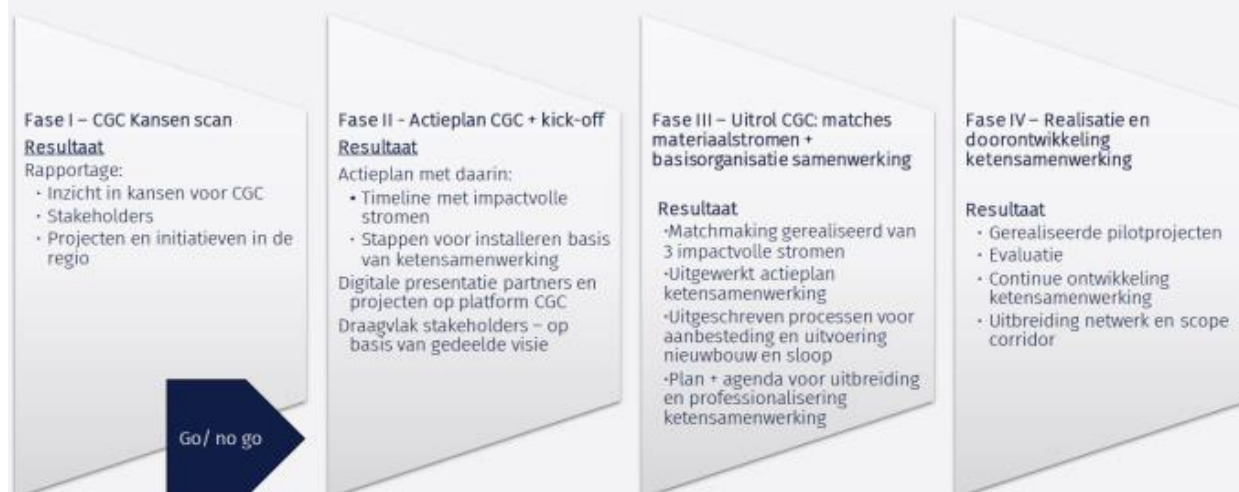 Fase I – CGC Kansen scan
Resultaat
Rapportage:
· Inzicht in kansen voor CGC
· Stakeholders
· Projecten en initiatieven in de
regio
Go/ no go
Fase II - Actieplan CGC + kick-off
Resultaat
Actieplan met daarin:
• Timeline met impactvolle
stromen
· Stappen voor installeren basis
van ketensamenwerking
Digitale presentatie partners en
projecten op platform CGC
Draagvlak stakeholders – op
basis van gedeelde visie
Fase III – Uitrol CGC: matches
materiaalstromen +
basisorganisatie samenwerking
Resultaat
·Matchmaking gerealiseerd van
3 impactvolle stromen
·Uitgewerkt actieplan
ketensamenwerking
·Uitgeschreven processen voor
aanbesteding en uitvoering
nieuwbouw en sloop
·Plan + agenda voor uitbreiding
en professionalisering
ketensamenwerking
Fase IV – Realisatie en
doorontwikkeling
ketensamenwerking
Resultaat
· Gerealiseerde pilotprojecten
· Evaluatie
· Continue ontwikkeling
ketensamenwerking
· Uitbreiding netwerk en scope
corridor